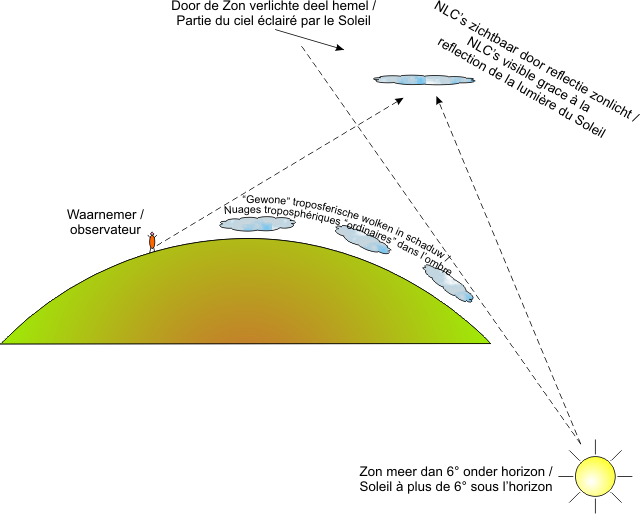 Door de Zon verlichte deel hemel /
Partie du ciel éclairé par le Soleil
NLC's zichtbaar door reflectie zonlicht /
NLC's visible grace à la
reflection de la lumière du Soleil
Waarnemer /
observateur
"Gewone" troposferische wolken in schaduw /
Nuages troposphériques "ordinaires" dans l'ombre
Zon meer dan 6° onder horizon /
Soleil à plus de 6° sous l'horizon